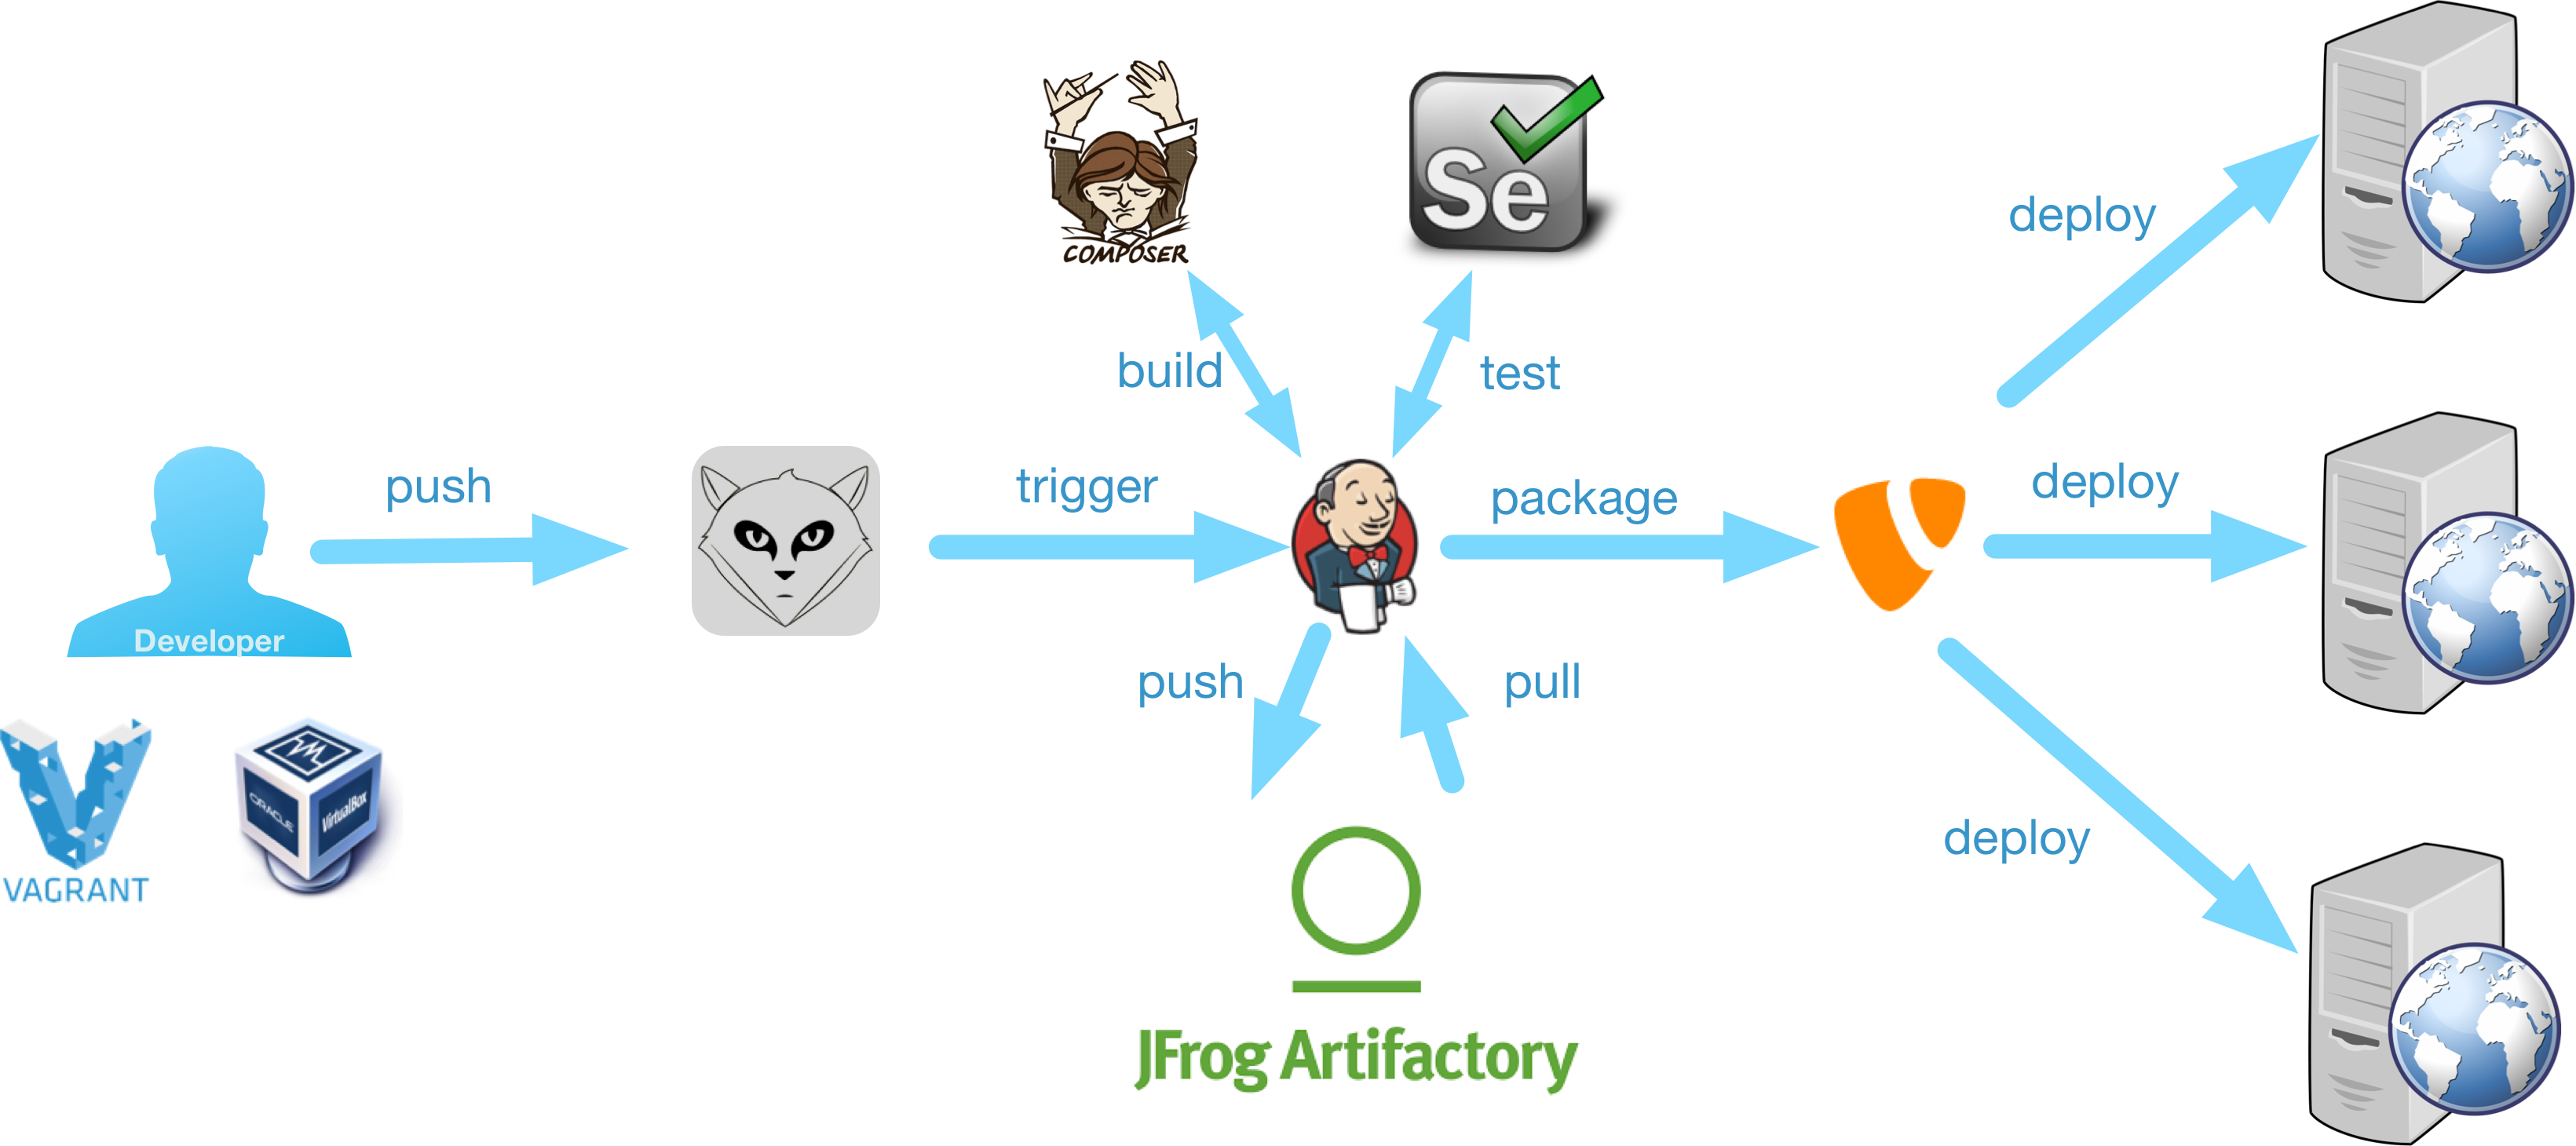 COMPOSER
Se
deploy
build
test
push
trigger
package
deploy
Developer
push
pull
ORACLE
VirtualBox
VAGRANT
deploy
JFrog Artifactory